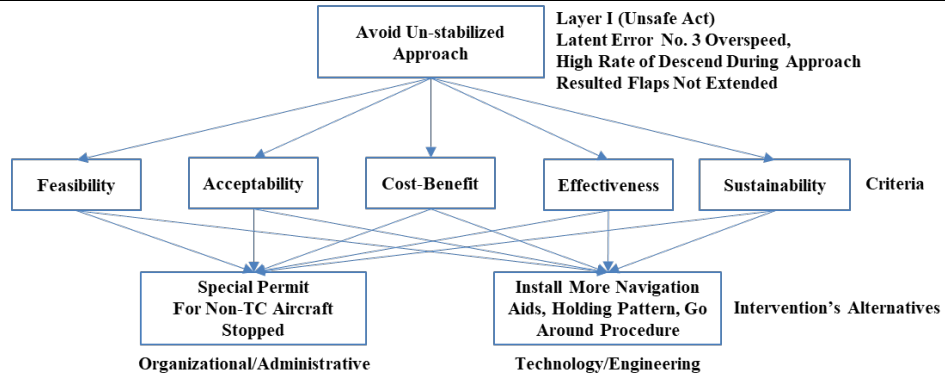 Avoid Un-stabilized
Approach
Layer I (Unsafe Act)
Latent Error No. 3 Overspeed,
High Rate of Descend During Approach
Resulted Flaps Not Extended
Feasibility
Acceptability
Cost-Benefit
Effectiveness
Sustainability
Criteria
Special Permit
For Non-TC Aircraft
Stopped
Install More Navigation
Aids, Holding Pattern, Go
Around Procedure
Intervention's Alternatives
Organizational/Administrative
Technology/Engineering